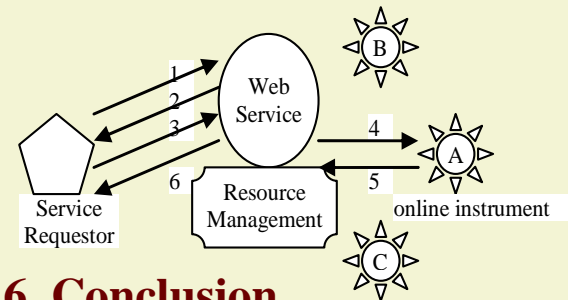 B
1
Web
Service
2
3
4
A
6
5
Resource
Management
Service
Requestor
online instrument
C
6 Conclusion